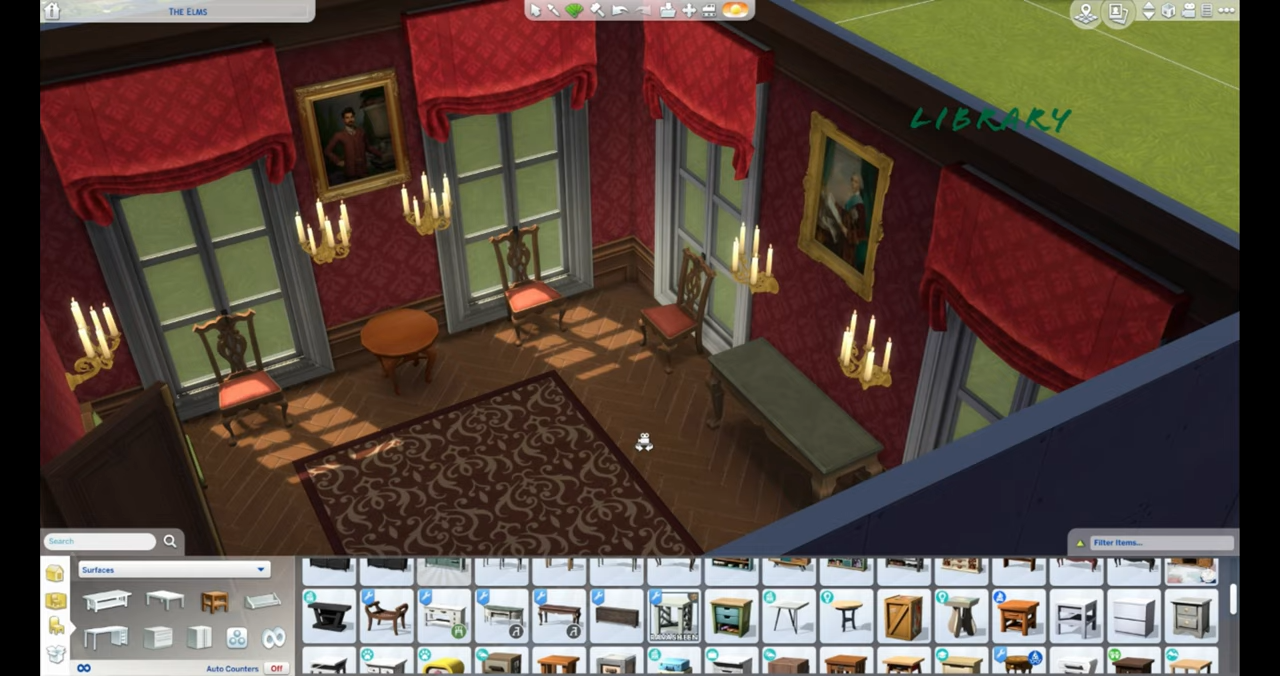 THE ELMS
LIBRARY
Search
Filter Items...
Surfaces
Auto Counters Off